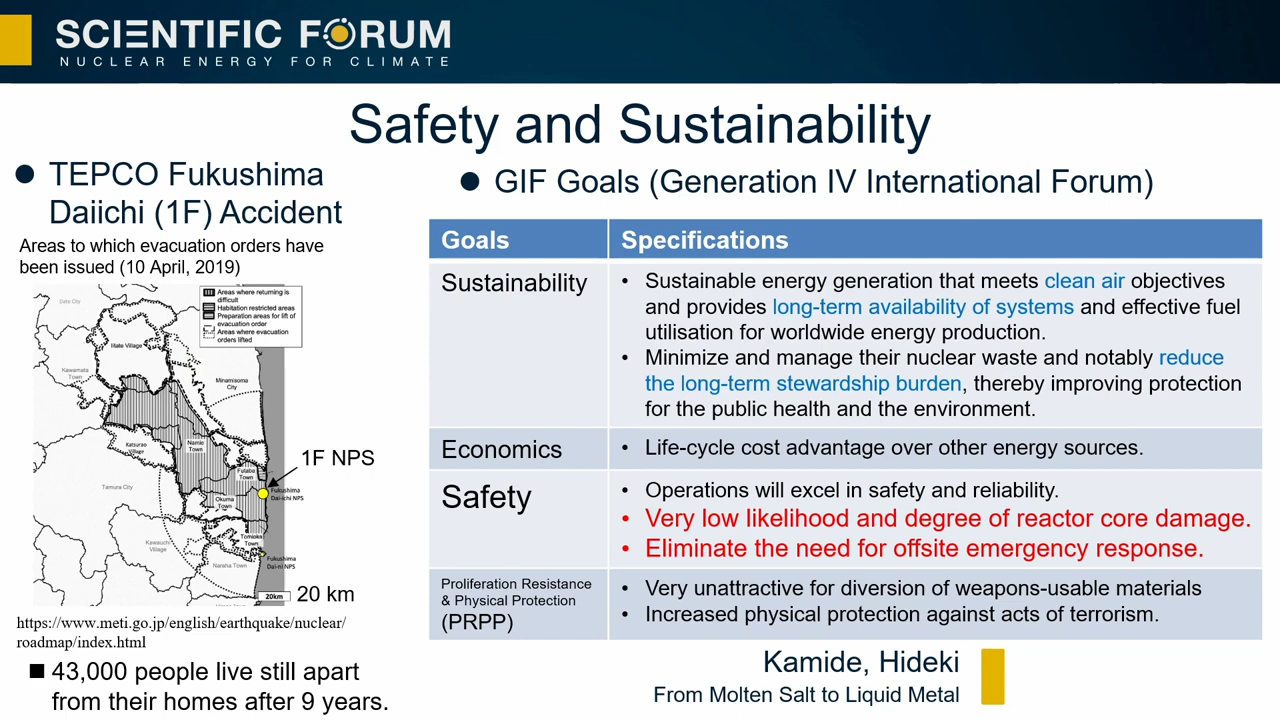 SCIENTIFIC FORUM
NUCLEAR ENERGY FOR CLIMATE
Safety and Sustainability
● TEPCO Fukushima
Daiichi (1F) Accident
Areas to which evacuation orders have
been issued (10 April, 2019)
Areas where returning is
difficult
Habitation restricted areas
Preparation areas for lift of
evacuation order
Areas where evacuation
orders lifted
Date City
Iitate Village
Kawamata
Town
Minamisoma
City
Katsurao
Village
Namie
Town
Futaba
Town
1F NPS
Tamura City
Okuma
Town
Fukushima
Dai-ichi NPS
Tomioka
Town
Kawauchi
Village
Naraha Town
Fukushima
Dai-ni NPS
20km
20 km
https://www.meti.go.jp/english/earthquake/nuclear/
roadmap/index.html
■ 43,000 people live still apart
from their homes after 9 years.
● GIF Goals (Generation IV International Forum)
Goals
Specifications
Sustainability
• Sustainable energy generation that meets clean air objectives
and provides long-term availability of systems and effective fuel
utilisation for worldwide energy production.
• Minimize and manage their nuclear waste and notably reduce
the long-term stewardship burden, thereby improving protection
for the public health and the environment.
Economics
• Life-cycle cost advantage over other energy sources.
Safety
• Operations will excel in safety and reliability.
• Very low likelihood and degree of reactor core damage.
• Eliminate the need for offsite emergency response.
Proliferation Resistance
& Physical Protection
(PRPP)
• Very unattractive for diversion of weapons-usable materials
• Increased physical protection against acts of terrorism.
Kamide, Hideki
From Molten Salt to Liquid Metal